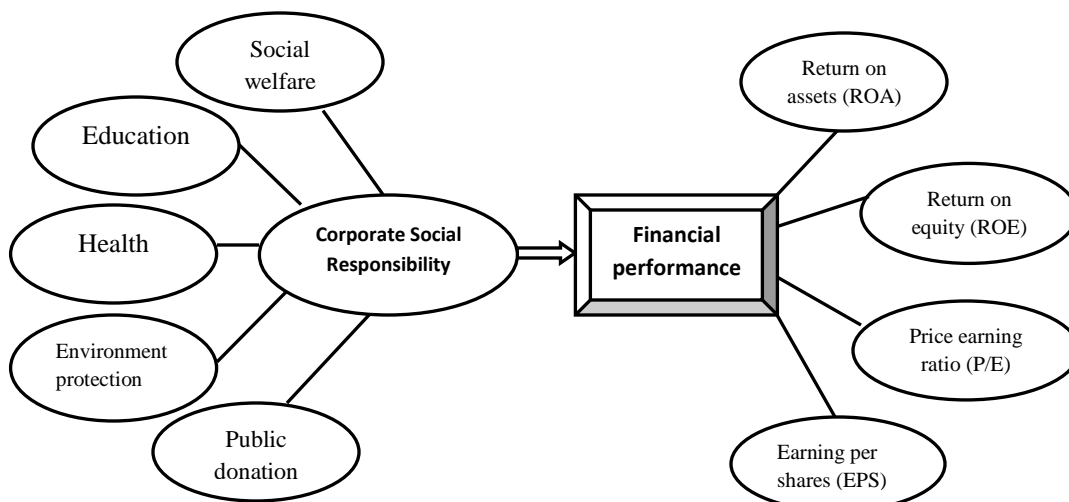 Social
welfare
Education
Health
Environment
protection
Public
donation
Corporate Social
Responsibility
Financial
performance
Return on
assets (ROA)
Return on
equity (ROE)
Price earning
ratio (P/E)
Earning per
shares (EPS)